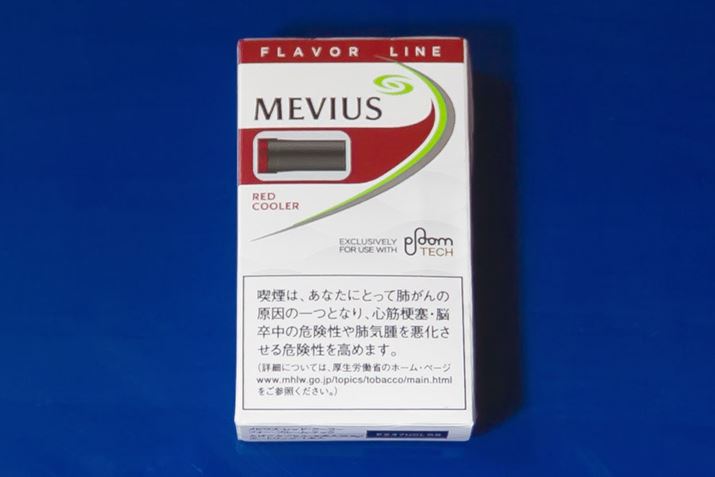 FLAVOR LINE
MEVIUS
RED
COOLER
EXCLUSIVELY
FOR USE WITH
ploom
TECH
喫煙は、あなたにとって肺がんの
原因の一つとなり、心筋梗塞・脳
卒中の危険性や肺気腫を悪化さ
せる危険性を高めます。
(詳細については、厚生労働省のホーム・ページ
www.mhlw.go.jp/topics/tobacco/main.html
をご参照ください。)